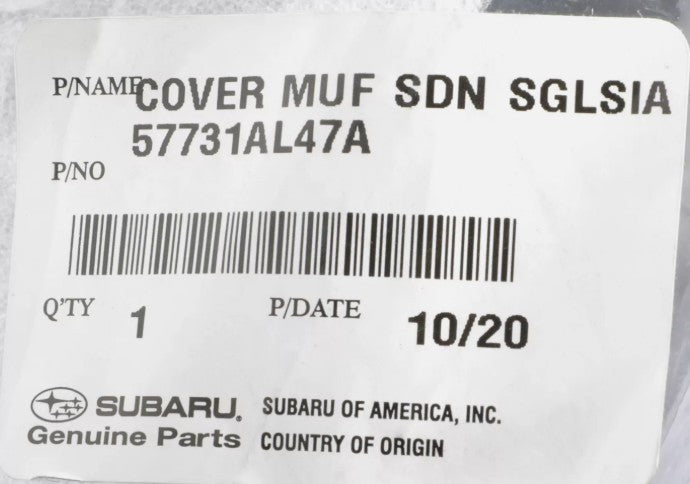 P/NAME COVER MUF SDN SGLSIA
57731AL47A
P/NO
Q'TY 1 P/DATE 10/20
SUBARU. SUBARU OF AMERICA, INC.
Genuine Parts COUNTRY OF ORIGIN